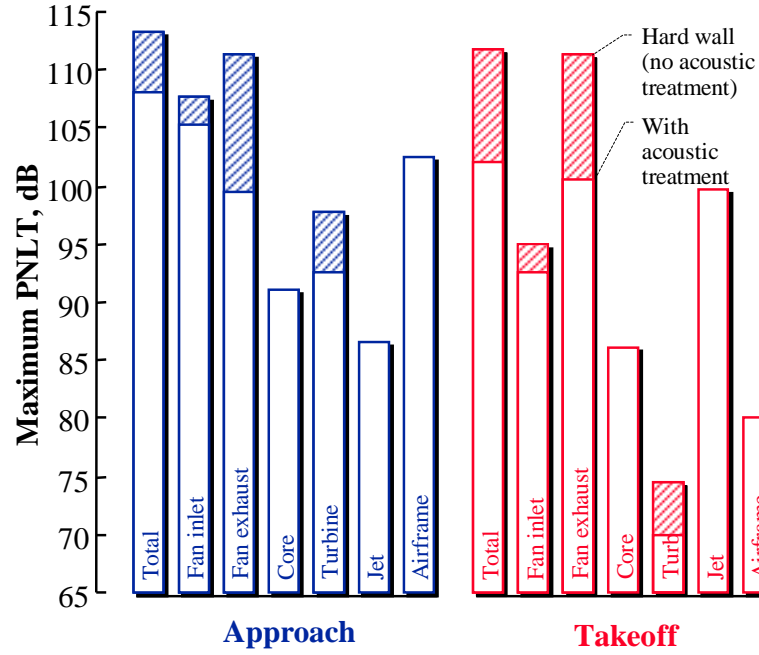 115
110
105
100
95
90
85
80
75
70
65
Maximum PNLT, dB
Hard wall
(no acoustic
treatment)
With
acoustic
treatment
Total
Fan inlet
Fan exhaust
Core
Turbine
Jet
Airframe
Total
Fan inlet
Fan exhaust
Core
Turb
Jet
Airframe
Approach
Takeoff